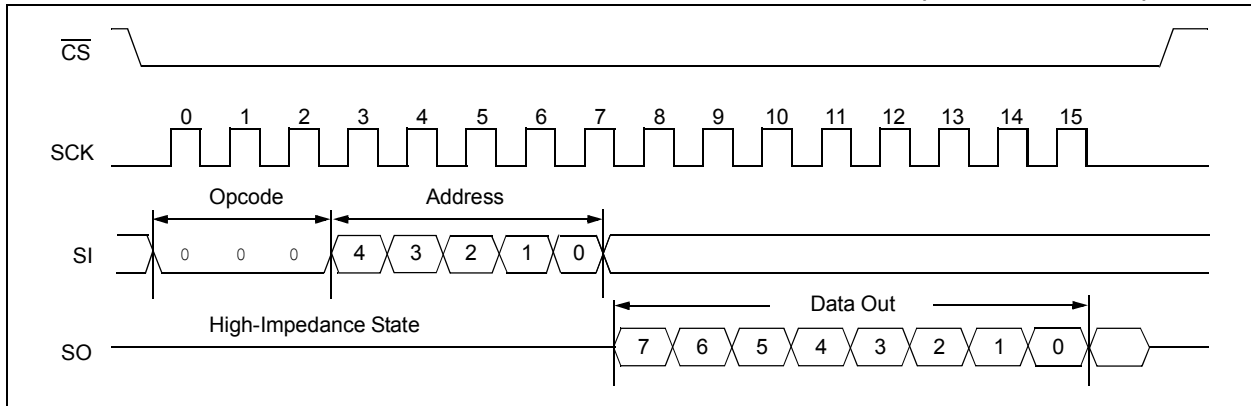 CS
0 1 2 3 4 5 6 7 8 9 10 11 12 13 14 15
SCK
Opcode Address
SI 0 0 0 4 3 2 1 0
Data Out
High-Impedance State
SO 7 6 5 4 3 2 1 0